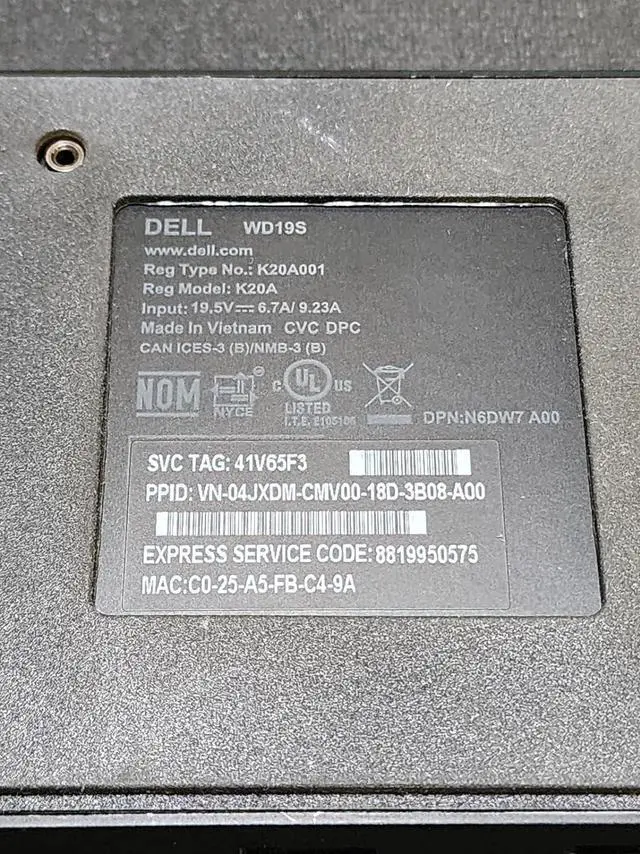 DELL WD19S
www.dell.com
Reg Type No.: K20A001
Reg Model: K20A
Input: 19.5V⎓ 6.7A/ 9.23A
Made In Vietnam CVC DPC
CAN ICES-3 (B)/NMB-3 (B)
NOM NYCE C UL US
LISTED
I.T.E. E105106
DPN:N6DW7 A00
SVC TAG: 41V65F3
PPID: VN-04JXDM-CMV00-18D-3B08-A00
EXPRESS SERVICE CODE: 8819950575
MAC:C0-25-A5-FB-C4-9A